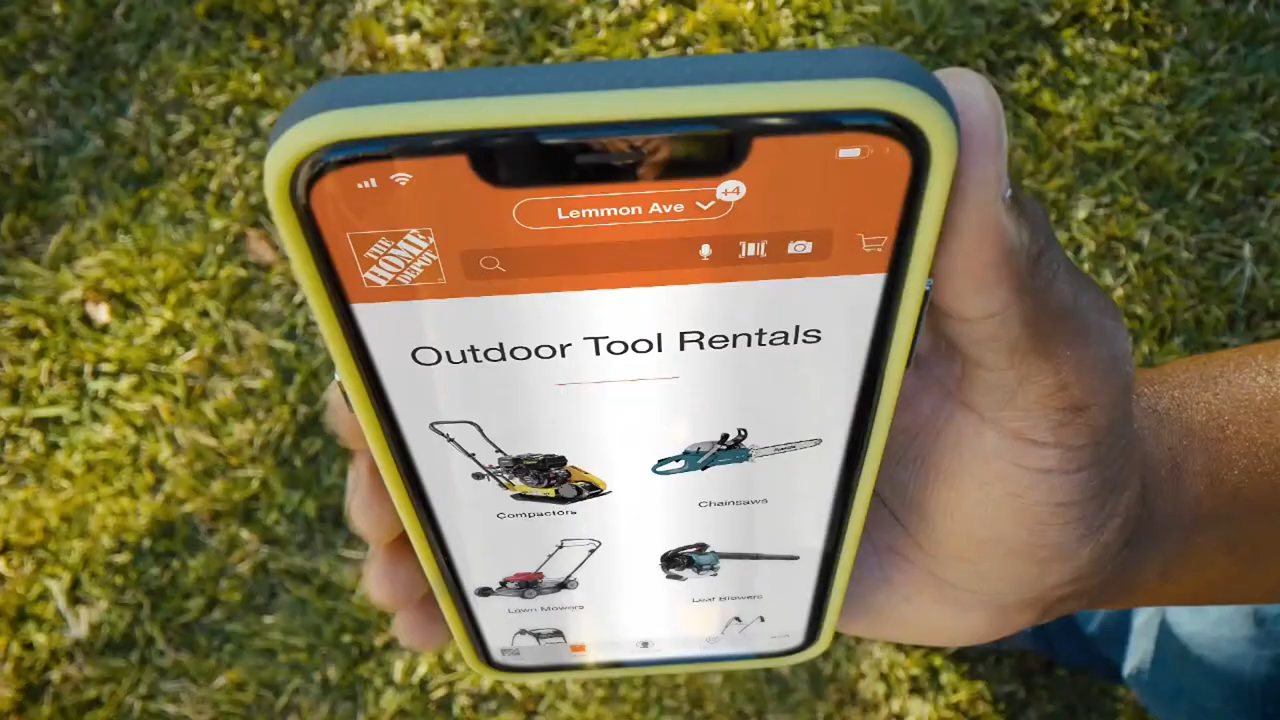 Lemmon Ave
+4
THE
HOME
DEPOT
Outdoor Tool Rentals
Compactors
Chainsaws
Lawn Mowers
Leaf Blowers